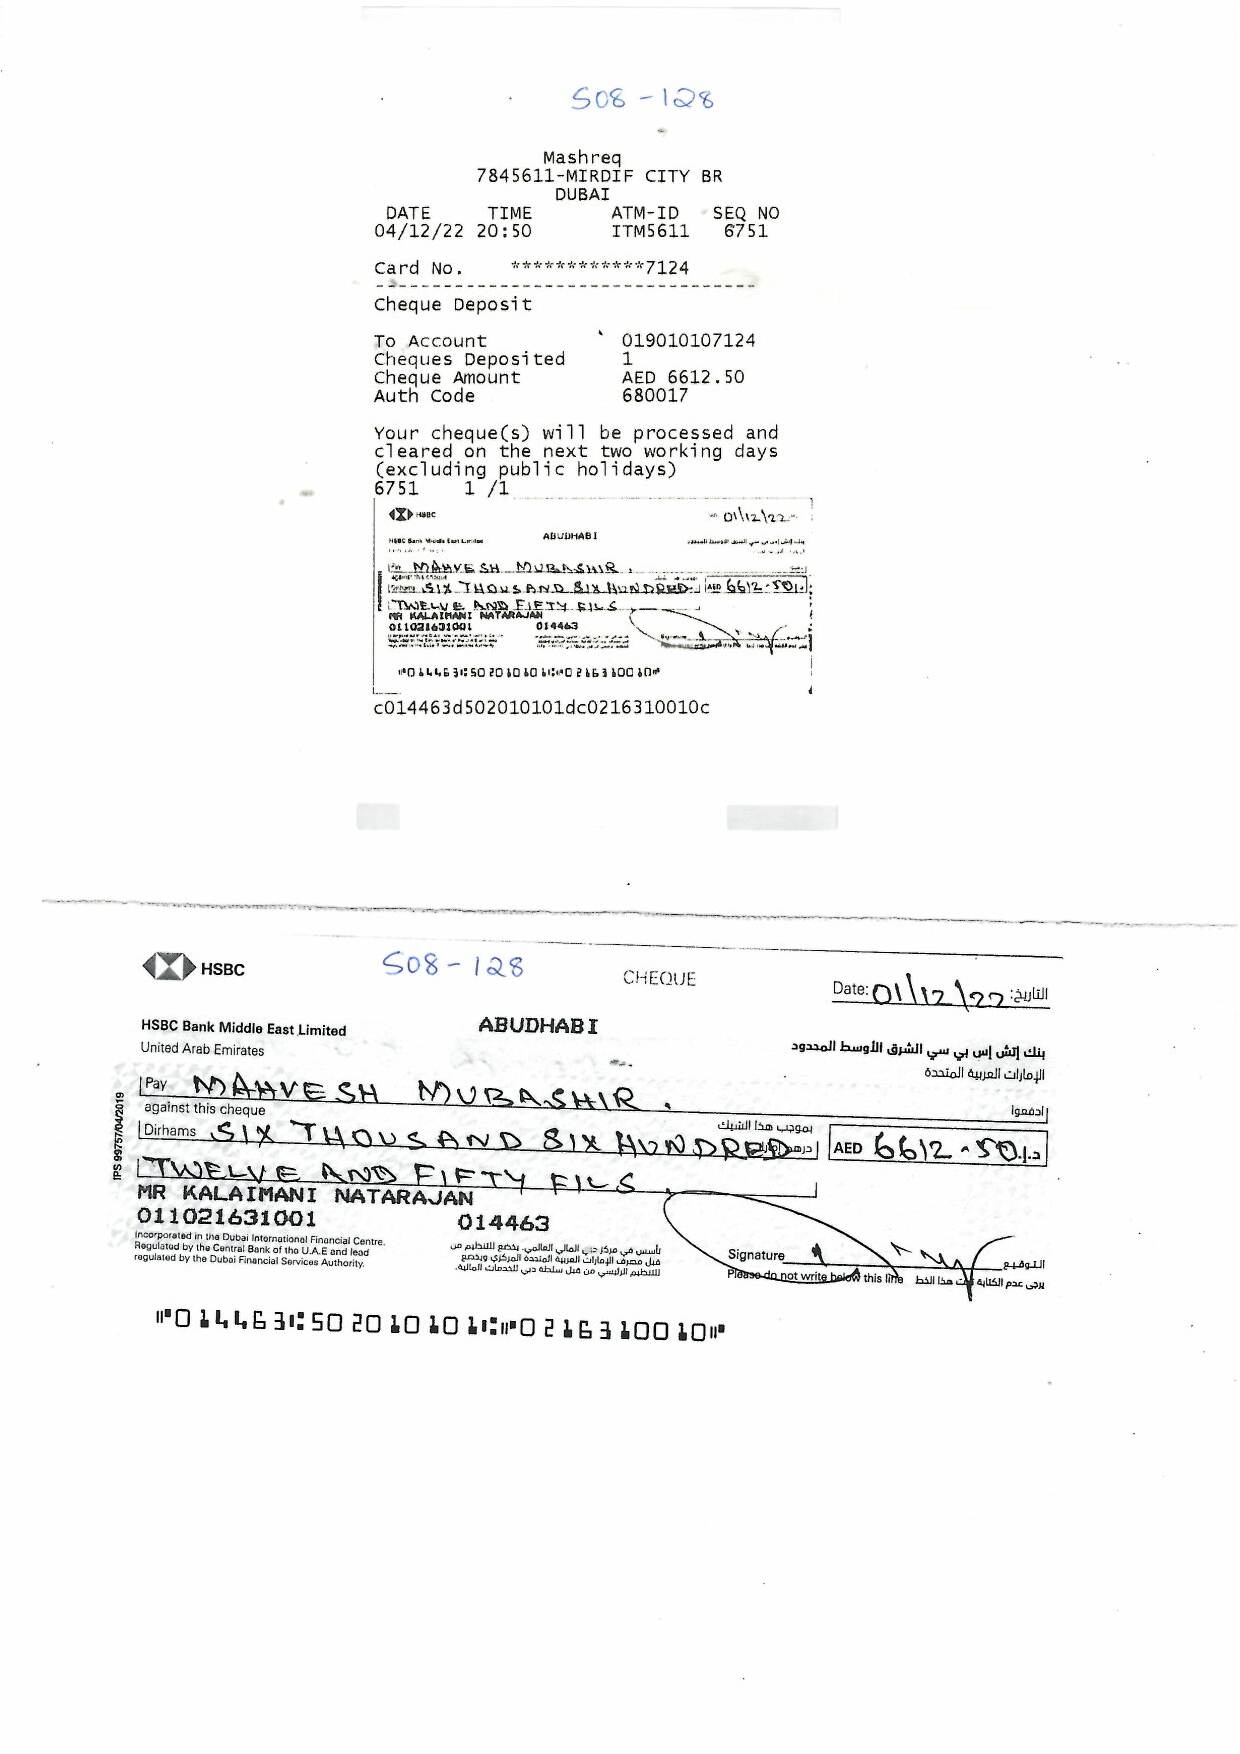 S08-128
Mashreq
7845611-MIRDIF CITY BR
DUBAI
DATE TIME ATM-ID SEQ NO
04/12/22 20:50 ITM5611 6751
Card No. ************7124
--------------------------------
Cheque Deposit
To Account 019010107124
Cheques Deposited 1
Cheque Amount AED 6612.50
Auth Code 680017
Your cheque(s) will be processed and
cleared on the next two working days
(excluding public holidays)
6751 1 /1
HSBC 01\12\22
HSBC Bank Middle East Limited ABUDHABI
Pay MAHVESH MUBASHIR.
against this cheque
Dirhams SIX THOUSAND SIX HUNDRED AED 6612-50
TWELVE AND FIFTY FILS
MR KALAIMANI NATARAJAN
011021631001 014463
Signature
⑈014463⑆502010101⑆⑈0216310010⑈
c014463d502010101dc0216310010c
HSBC S08-128 CHEQUE Date: 01\12\22 التاريخ:
HSBC Bank Middle East Limited ABUDHABI بنك إتش إس بي سي الشرق الأوسط المحدود
United Arab Emirates الإمارات العربية المتحدة
Pay MAHVESH MUBASHIR. إدفعوا
against this cheque بموجب هذا الشيك
Dirhams SIX THOUSAND SIX HUNDRED AED 6612-50 د.إ.
TWELVE AND FIFTY FILS
MR KALAIMANI NATARAJAN
011021631001 014463
Incorporated in the Dubai International Financial Centre. تأسس في مركز دبي المالي العالمي. يخضع للتنظيم من
Regulated by the Central Bank of the U.A.E and lead قبل مصرف الإمارات العربية المتحدة المركزي ويخضع
regulated by the Dubai Financial Services Authority. للتنظيم الرئيسي من قبل سلطة دبي للخدمات المالية.
Signature التوقيع
Please do not write below this line يرجى عدم الكتابة تحت هذا الخط
IPS 99757/04/2019
⑈014463⑆502010101⑆⑈0216310010⑈